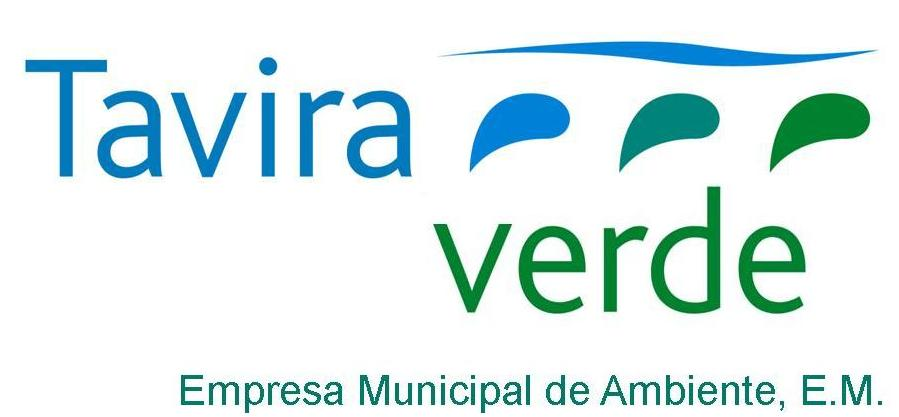 Tavira
verde
Empresa Municipal de Ambiente, E.M.